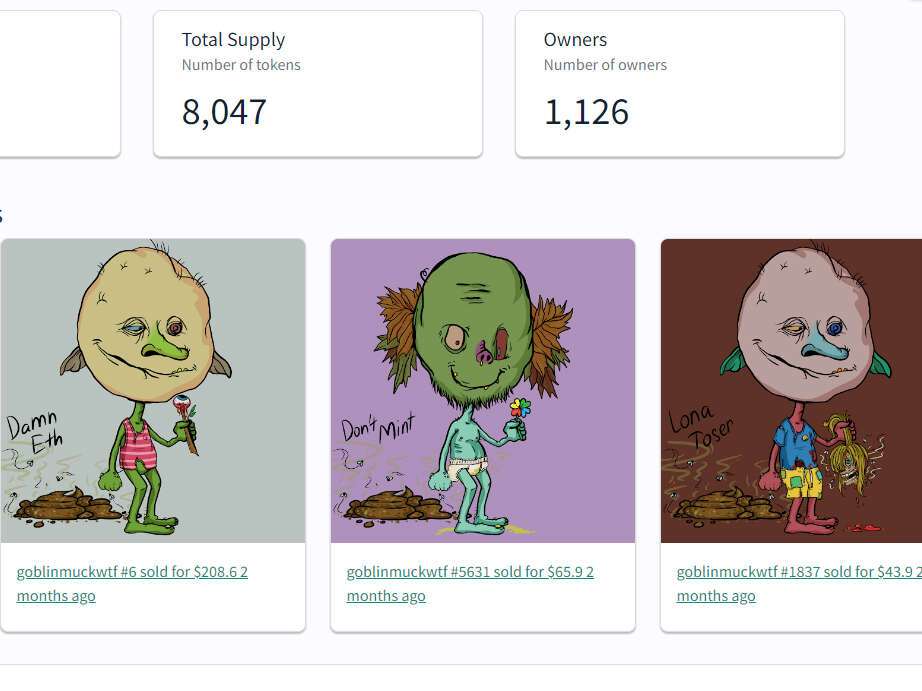 Total Supply
Number of tokens
8,047
Owners
Number of owners
1,126
s
Damn
Eth
Don't Mint
Lona
Toser
goblinmuckwtf #6 sold for $208.6 2
months ago
goblinmuckwtf #5631 sold for $65.9 2
months ago
goblinmuckwtf #1837 sold for $43.9 2
months ago